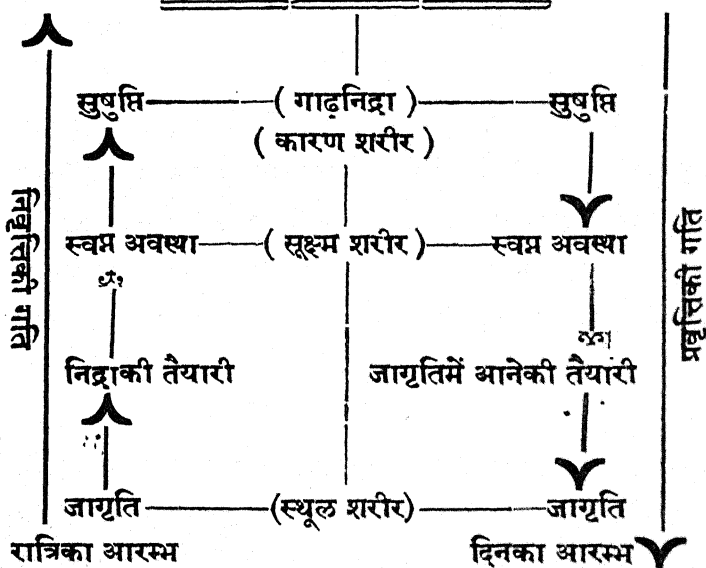 सुषुप्ति (गाढ़निद्रा) सुषुप्ति
(कारण शरीर)
स्वप्न अवस्था (सूक्ष्म शरीर) स्वप्न अवस्था
निद्राकी तैयारी जागृतिमें आनेकी तैयारी
जागृति (स्थूल शरीर) जागृति
रात्रिका आरम्भ दिनका आरम्भ
निवृत्तिकी गति
प्रवृत्तिकी गति